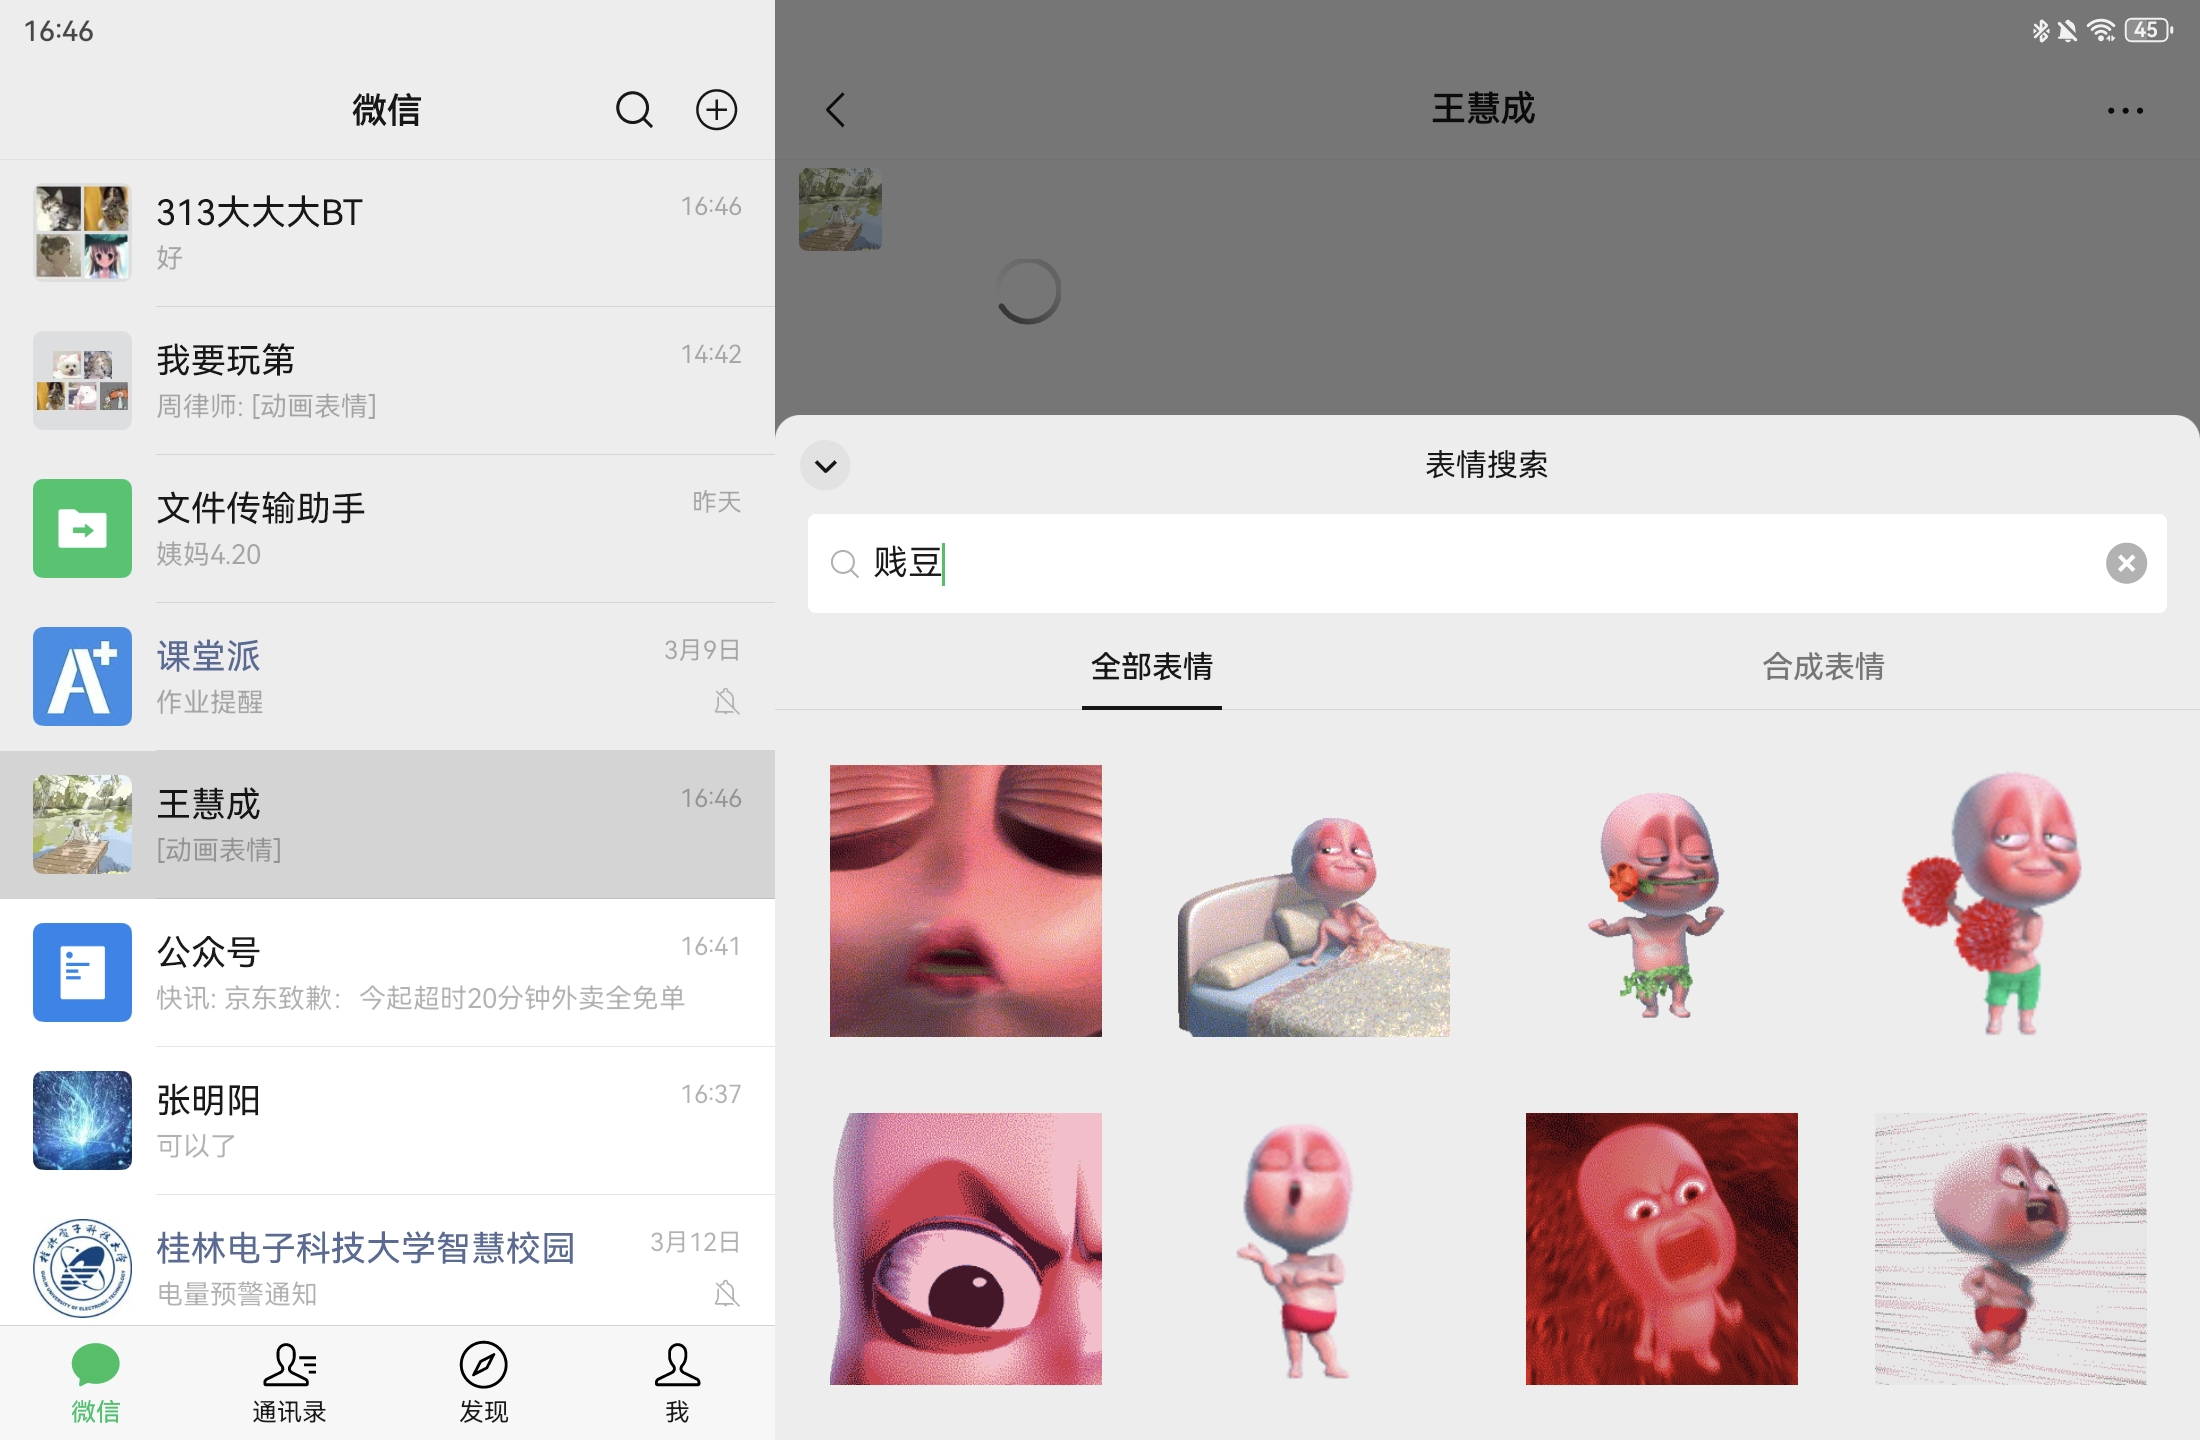 16:46
45
微信
313大大大BT
16:46
好
我要玩第
14:42
周律师: [动画表情]
文件传输助手
昨天
姨妈4.20
课堂派
3月9日
作业提醒
王慧成
16:46
[动画表情]
公众号
16:41
快讯: 京东致歉：今起超时20分钟外卖全免单
张明阳
16:37
可以了
桂林电子科技大学智慧校园
3月12日
电量预警通知
微信
通讯录
发现
我
王慧成
表情搜索
贱豆
全部表情
合成表情